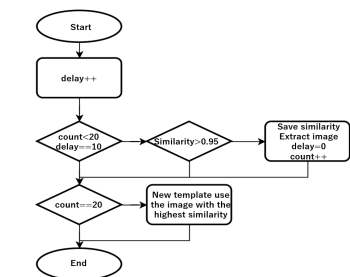 Start
delay++
count<20
delay==10
Similarity>0.95
Save similarity
Extract image
delay=0
count++
count==20
New template use
the image with the
highest similarity
End